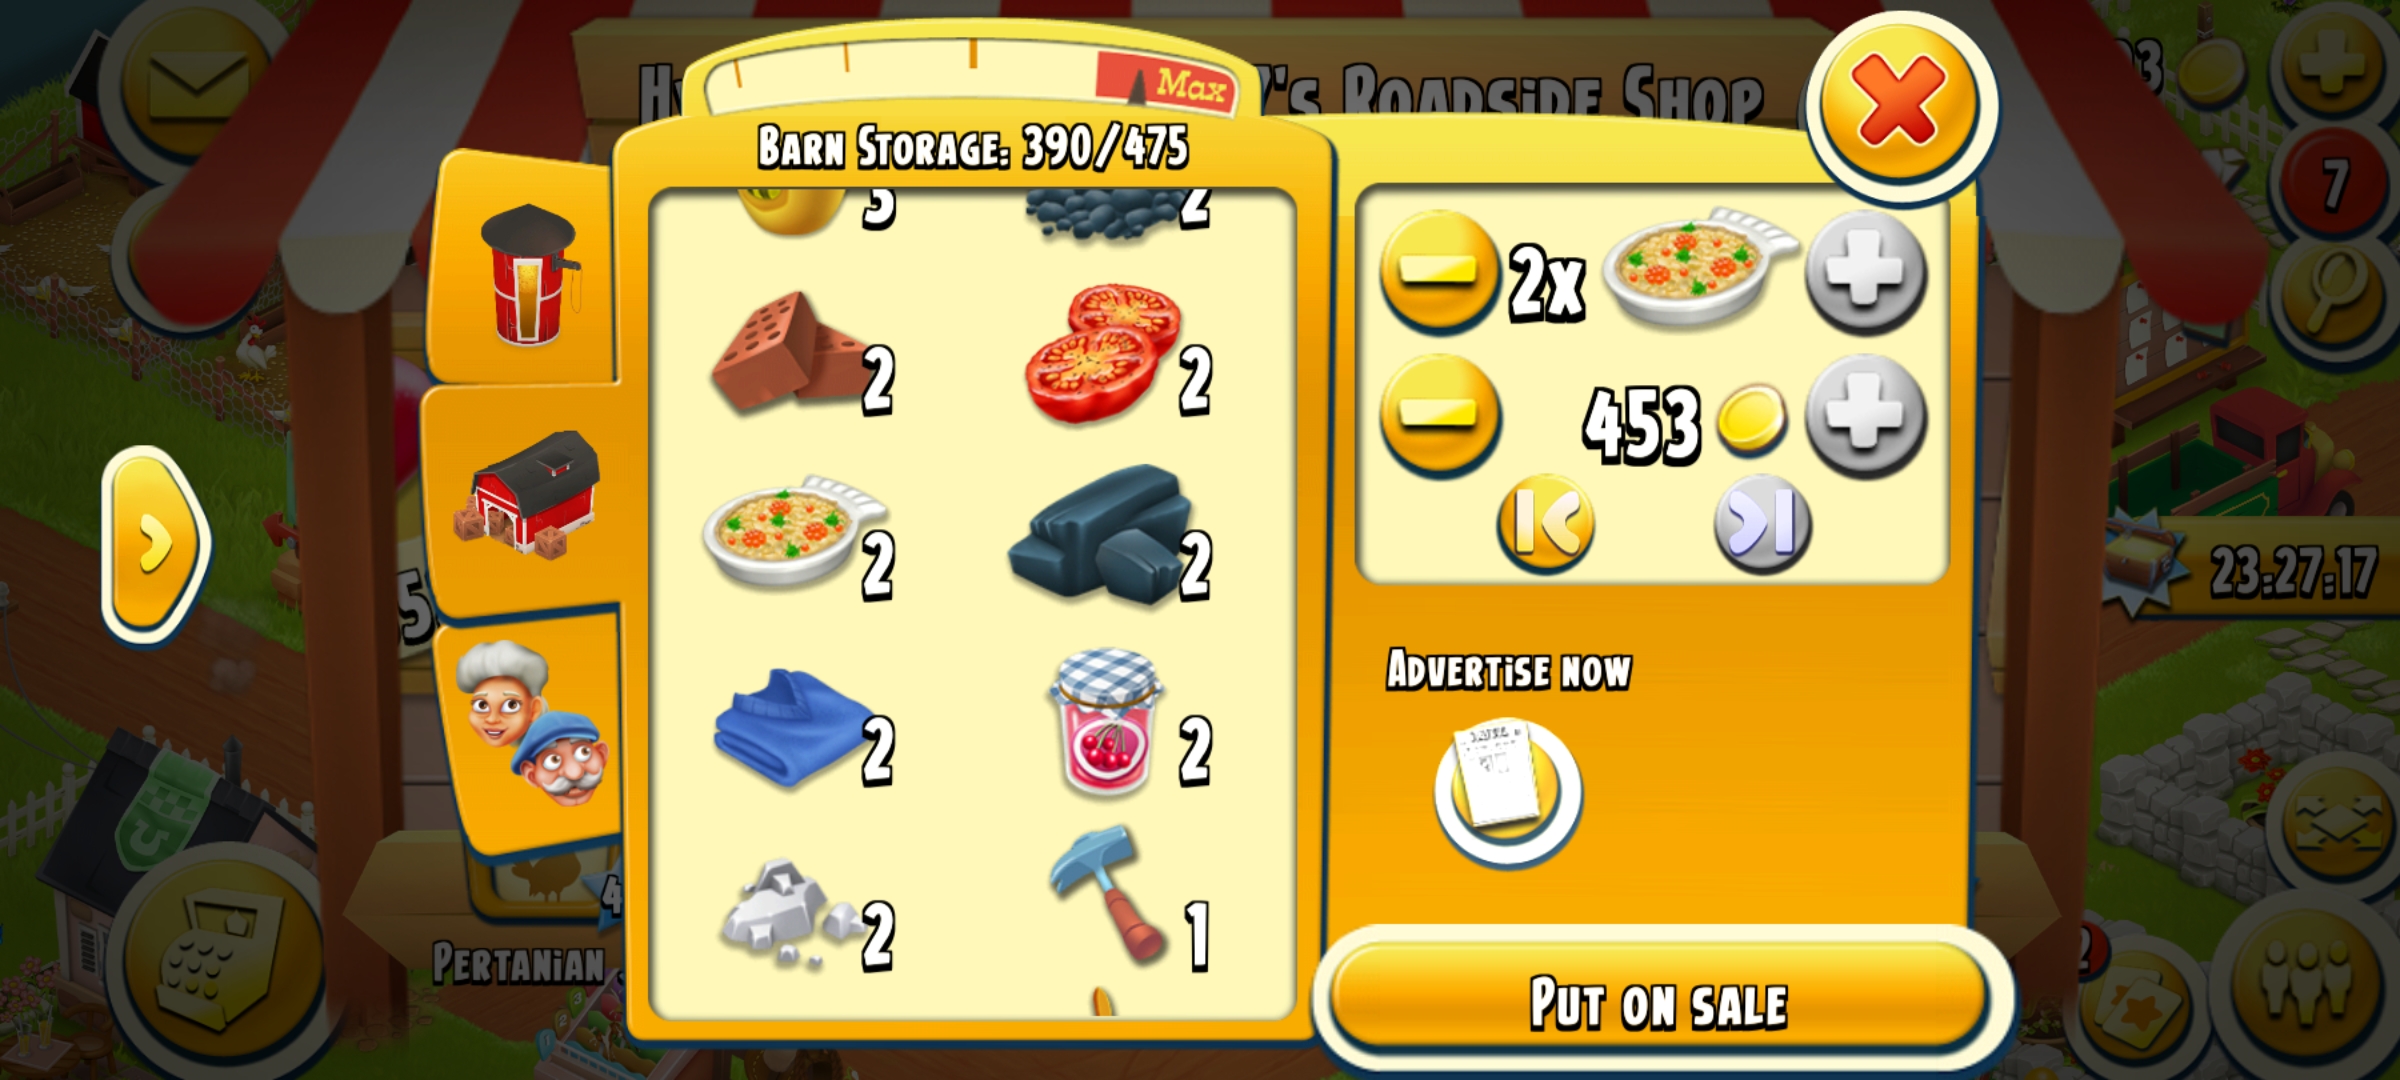 Max
'S ROADSIDE SHOP
BARN STORAGE: 390/475
7
2
2x
2
2
453
2
2
23:27:17
ADVERTISE NOW
2
2
2
1
PERTANIAN
PUT ON SALE